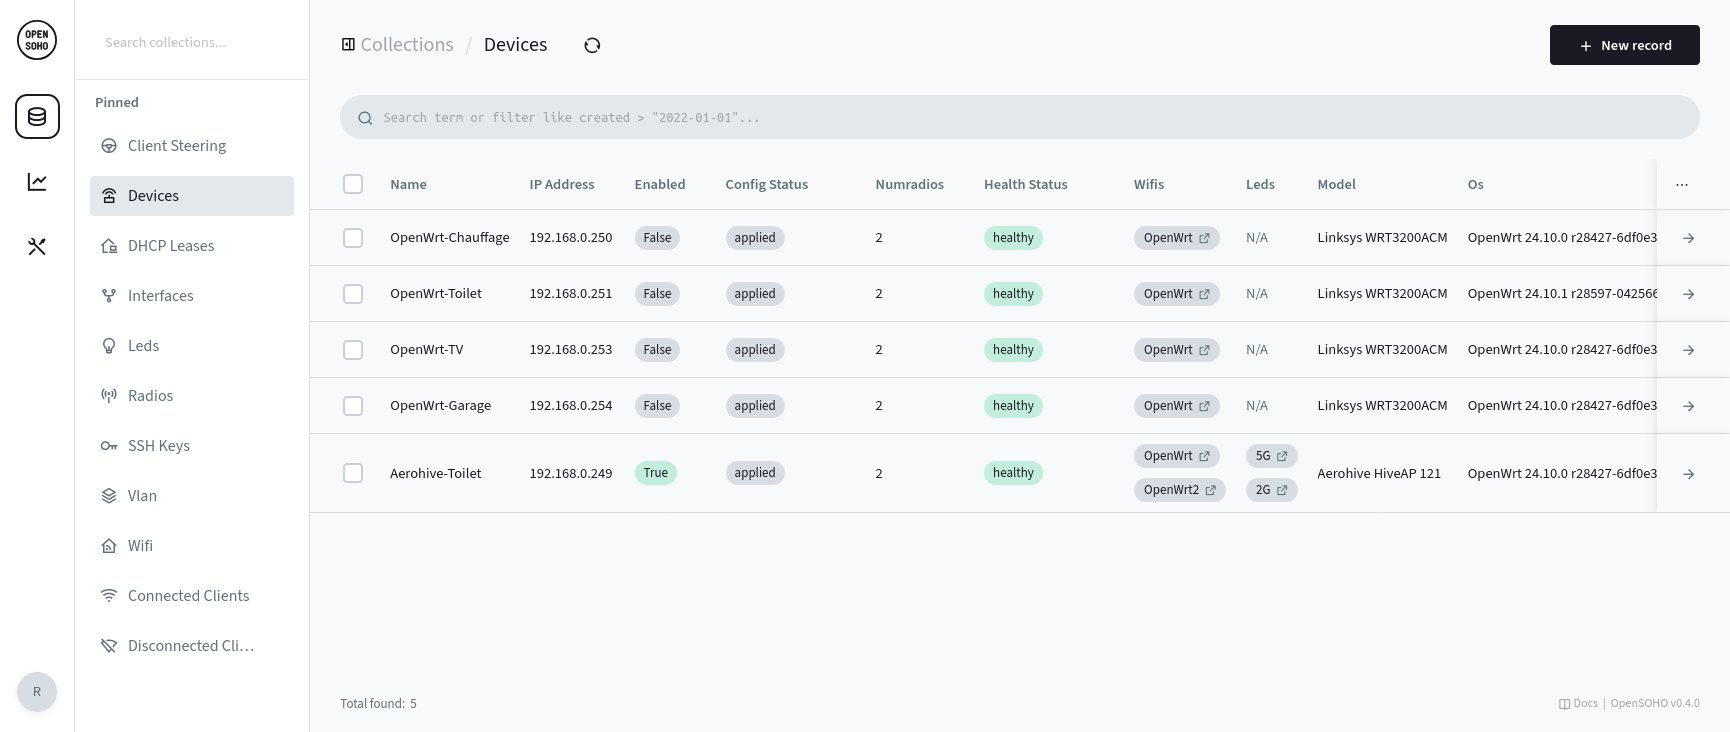 OPEN
SOHO
Search collections...
Pinned
Client Steering
Devices
DHCP Leases
Interfaces
Leds
Radios
SSH Keys
Vlan
Wifi
Connected Clients
Disconnected Cli...
R
Collections / Devices
New record
Search term or filter like created > "2022-01-01"...
Name IP Address Enabled Config Status Numradios Health Status Wifis Leds Model Os ...
OpenWrt-Chauffage 192.168.0.250 False applied 2 healthy OpenWrt N/A Linksys WRT3200ACM OpenWrt 24.10.0 r28427-6df0e3
OpenWrt-Toilet 192.168.0.251 False applied 2 healthy OpenWrt N/A Linksys WRT3200ACM OpenWrt 24.10.1 r28597-042566
OpenWrt-TV 192.168.0.253 False applied 2 healthy OpenWrt N/A Linksys WRT3200ACM OpenWrt 24.10.0 r28427-6df0e3
OpenWrt-Garage 192.168.0.254 False applied 2 healthy OpenWrt N/A Linksys WRT3200ACM OpenWrt 24.10.0 r28427-6df0e3
Aerohive-Toilet 192.168.0.249 True applied 2 healthy OpenWrt 5G Aerohive HiveAP 121 OpenWrt 24.10.0 r28427-6df0e3
OpenWrt2 2G
Total found: 5
Docs | OpenSOHO v0.4.0